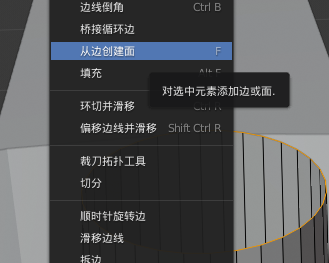 边线倒角 Ctrl B
桥接循环边
从边创建面 F
填充 Alt F
对选中元素添加边或面.
环切并滑移 Ctrl R
偏移边线并滑移 Shift Ctrl R
裁刀拓扑工具
切分
顺时针旋转边
滑移边线
拆边